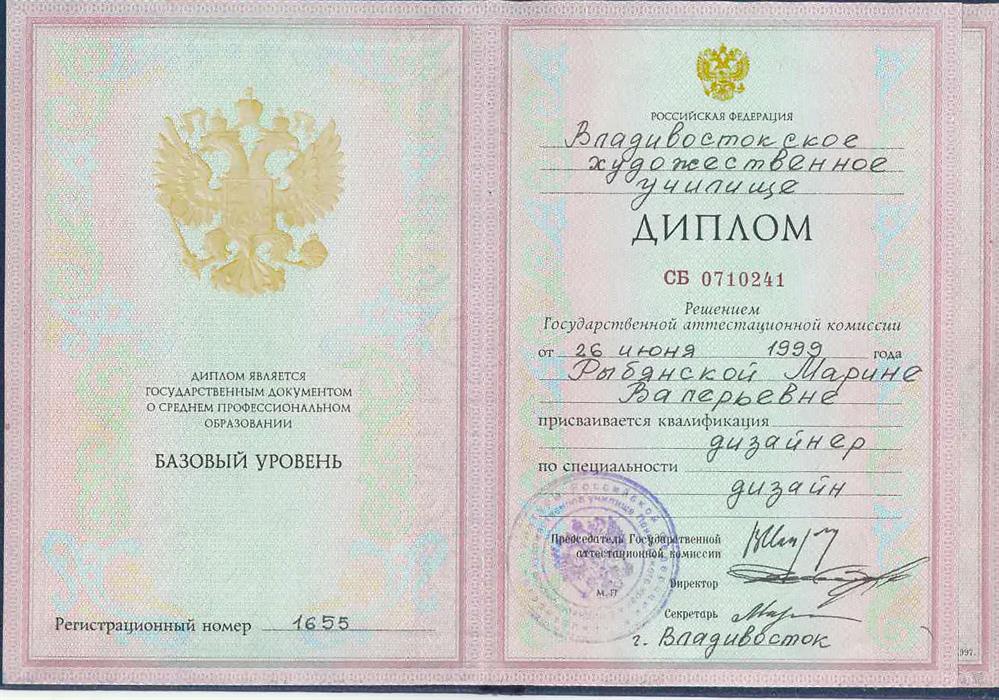 ДИПЛОМ ЯВЛЯЕТСЯ
ГОСУДАРСТВЕННЫМ ДОКУМЕНТОМ
О СРЕДНЕМ ПРОФЕССИОНАЛЬНОМ
ОБРАЗОВАНИИ
БАЗОВЫЙ УРОВЕНЬ
Регистрационный номер 1655
РОССИЙСКАЯ ФЕДЕРАЦИЯ
Владивостокское
художественное
училище
ДИПЛОМ
СБ 0710241
Решением
Государственной аттестационной комиссии
от 26 июня 1999 года
Рыбянской Марине
Валерьевне
присваивается квалификация
дизайнер
по специальности
дизайн
Председатель Государственной
аттестационной комиссии
Директор
М.П
Секретарь
г. Владивосток
997.